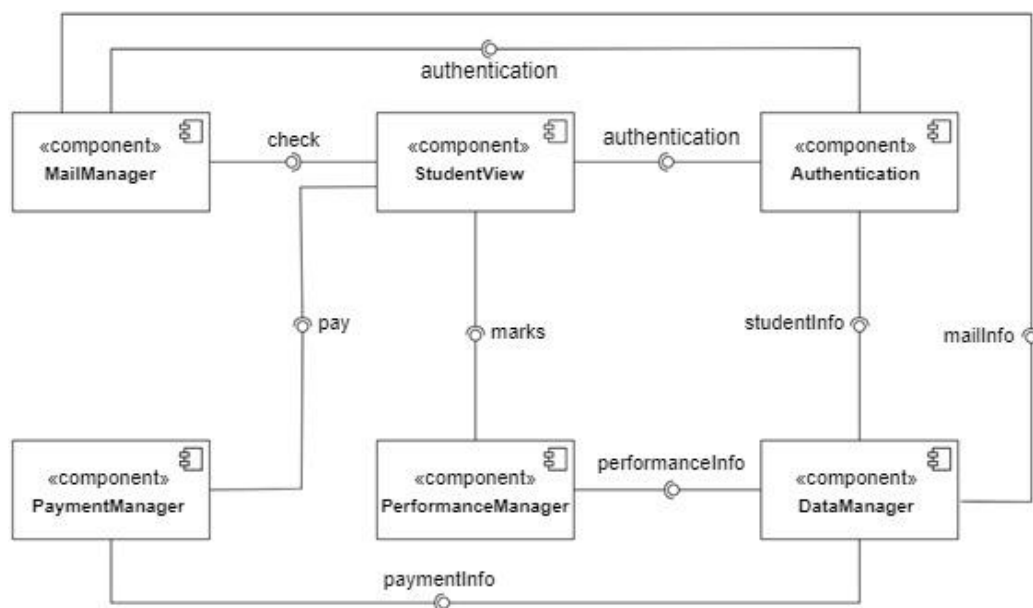 authentication
«component»
MailManager
check
«component»
StudentView
authentication
«component»
Authentication
pay
marks
studentInfo
mailInfo
«component»
PaymentManager
«component»
PerformanceManager
performanceInfo
«component»
DataManager
paymentInfo